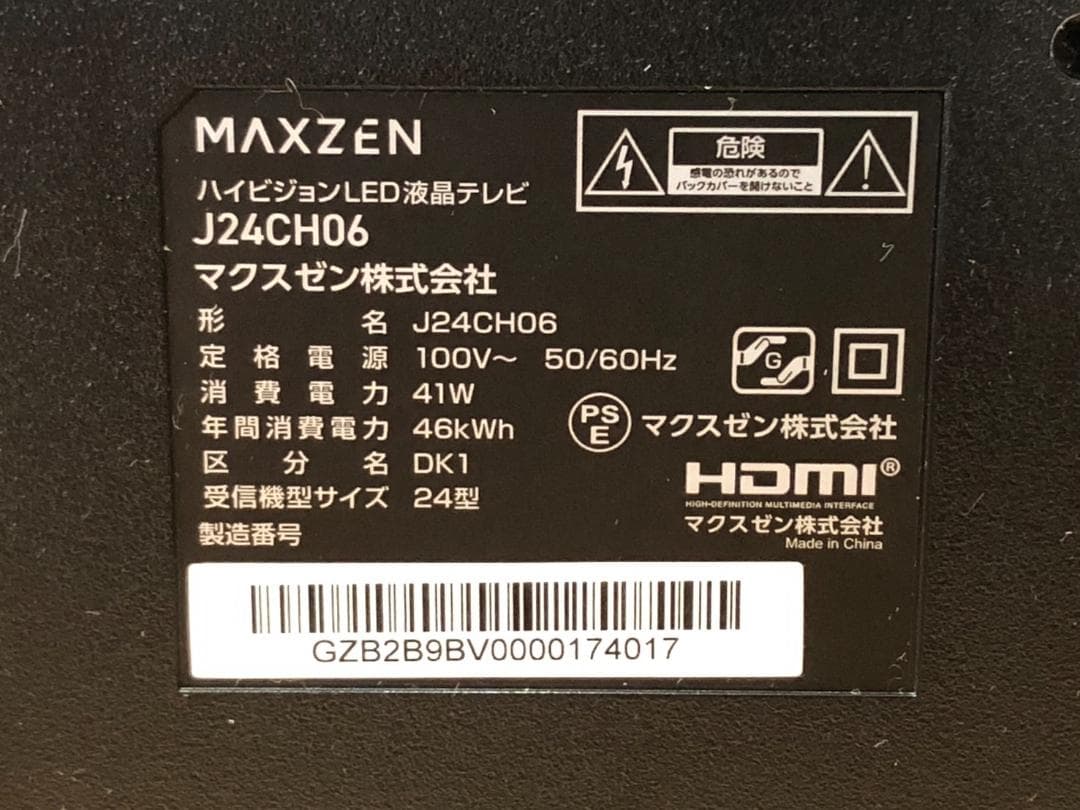 MAXZEN
ハイビジョンLED液晶テレビ
J24CH06
マクスゼン株式会社
危険
感電の恐れがあるので
バックカバーを開けないこと
形名 J24CH06
定格電源 100V～ 50/60Hz
消費電力 41W
年間消費電力 46kWh
区分名 DK1
受信機型サイズ 24型
製造番号
G
PS
E
マクスゼン株式会社
HDMI®
HIGH-DEFINITION MULTIMEDIA INTERFACE
マクスゼン株式会社
Made in China
GZB2B9BV0000174017